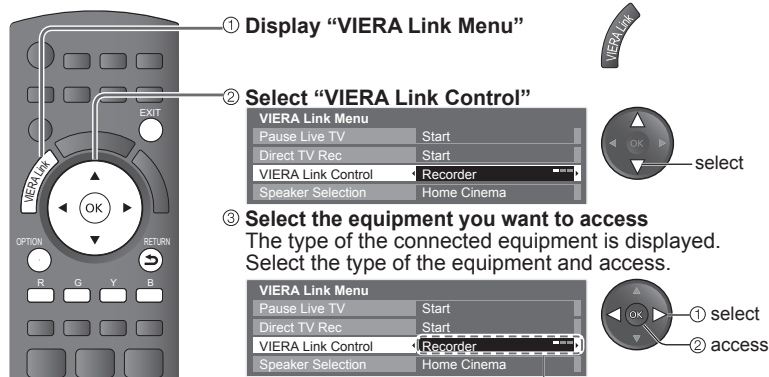 ① Display “VIERA Link Menu”
VIERA Link
② Select “VIERA Link Control”
VIERA Link Menu
Pause Live TV Start
Direct TV Rec Start
VIERA Link Control Recorder
Speaker Selection Home Cinema
OK
select
EXIT
VIERA Link
OK
OPTION
RETURN
R G Y B
③ Select the equipment you want to access
The type of the connected equipment is displayed.
Select the type of the equipment and access.
VIERA Link Menu
Pause Live TV Start
Direct TV Rec Start
VIERA Link Control Recorder
Speaker Selection Home Cinema
OK
① select
② access